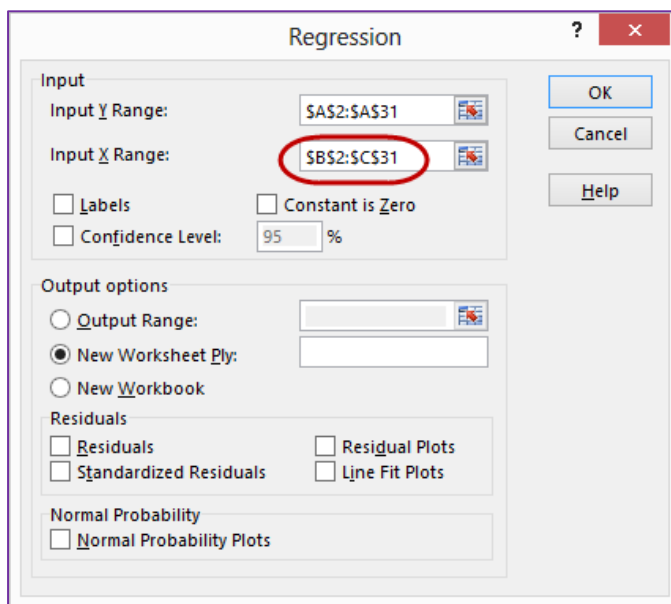 Regression
?
×
Input
Input Y Range:
$A$2:$A$31
Input X Range:
$B$2:$C$31
Labels
Constant is Zero
Confidence Level:
95
%
OK
Cancel
Help
Output options
Output Range:
New Worksheet Ply:
New Workbook
Residuals
Residuals
Residual Plots
Standardized Residuals
Line Fit Plots
Normal Probability
Normal Probability Plots